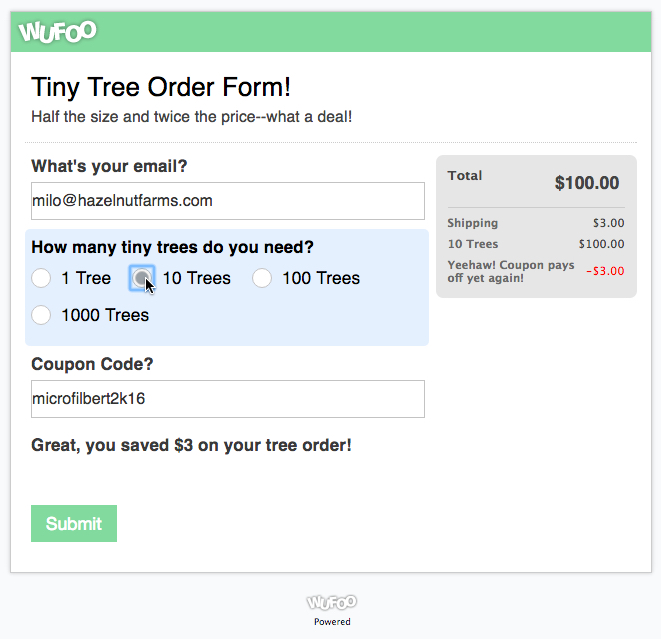 WUFOO
Tiny Tree Order Form!
Half the size and twice the price--what a deal!
What's your email?
milo@hazelnutfarms.com
How many tiny trees do you need?
1 Tree 10 Trees 100 Trees
1000 Trees
Coupon Code?
microfilbert2k16
Great, you saved $3 on your tree order!
Submit
Total $100.00
Shipping $3.00
10 Trees $100.00
Yeehaw! Coupon pays
off yet again! -$3.00
WUFOO
Powered